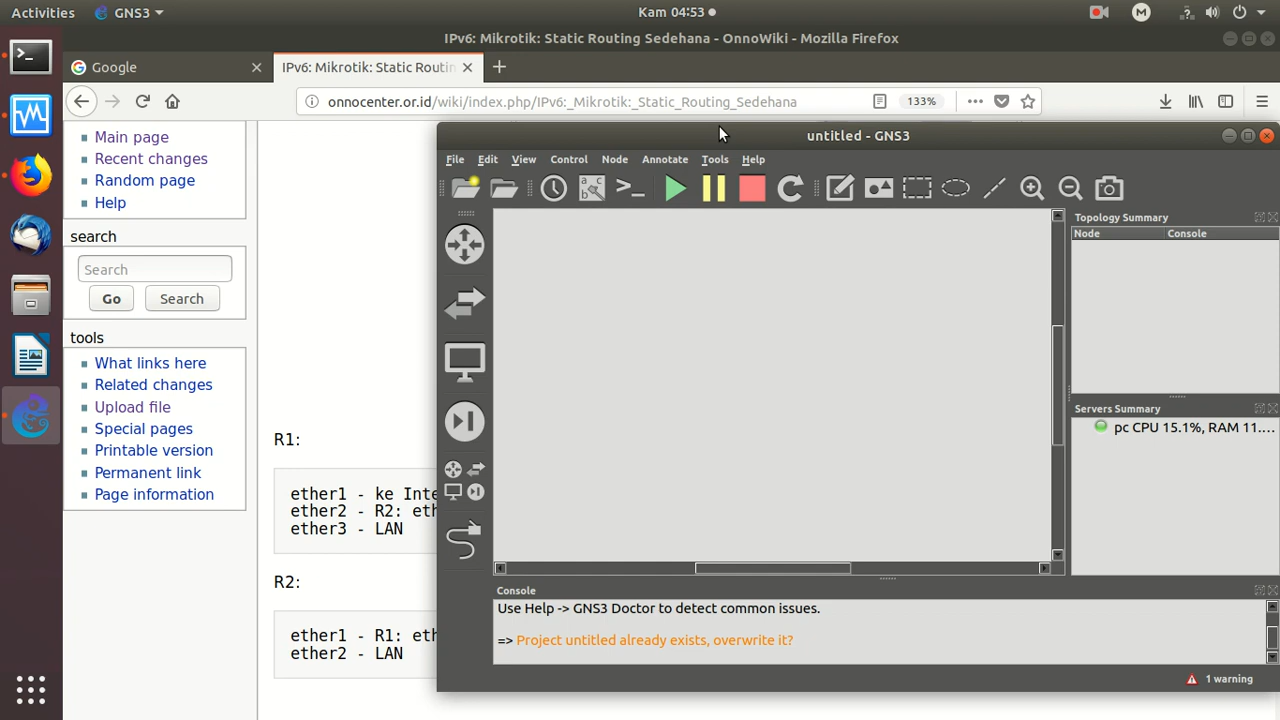 Activities
GNS3
Kam 04:53
M
IPv6: Mikrotik: Static Routing Sedehana - OnnoWiki - Mozilla Firefox
Google
IPv6: Mikrotik: Static Routin
onnocenter.or.id/wiki/index.php/IPv6:_Mikrotik:_Static_Routing_Sedehana
133%
Main page
Recent changes
Random page
Help
search
Search
Go
Search
tools
What links here
Related changes
Upload file
Special pages
Printable version
Permanent link
Page information
R1:
ether1 - ke Inte
ether2 - R2: eth
ether3 - LAN
R2:
ether1 - R1: eth
ether2 - LAN
untitled - GNS3
File Edit View Control Node Annotate Tools Help
Topology Summary
Node Console
Servers Summary
pc CPU 15.1%, RAM 11....
Console
Use Help -> GNS3 Doctor to detect common issues.
=> Project untitled already exists, overwrite it?
1 warning